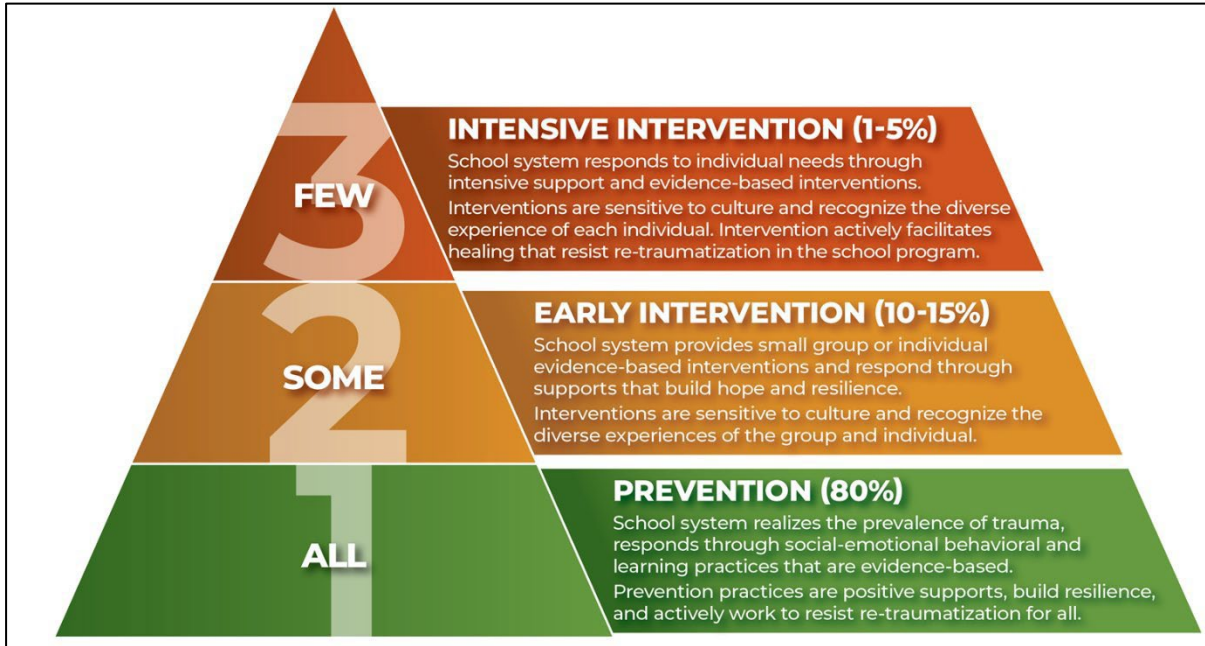 3
FEW
INTENSIVE INTERVENTION (1-5%)
School system responds to individual needs through
intensive support and evidence-based interventions.
Interventions are sensitive to culture and recognize the diverse
experience of each individual. Intervention actively facilitates
healing that resist re-traumatization in the school program.
2
SOME
EARLY INTERVENTION (10-15%)
School system provides small group or individual
evidence-based interventions and respond through
supports that build hope and resilience.
Interventions are sensitive to culture and recognize the
diverse experiences of the group and individual.
1
ALL
PREVENTION (80%)
School system realizes the prevalence of trauma,
responds through social-emotional behavioral and
learning practices that are evidence-based.
Prevention practices are positive supports, build resilience,
and actively work to resist re-traumatization for all.